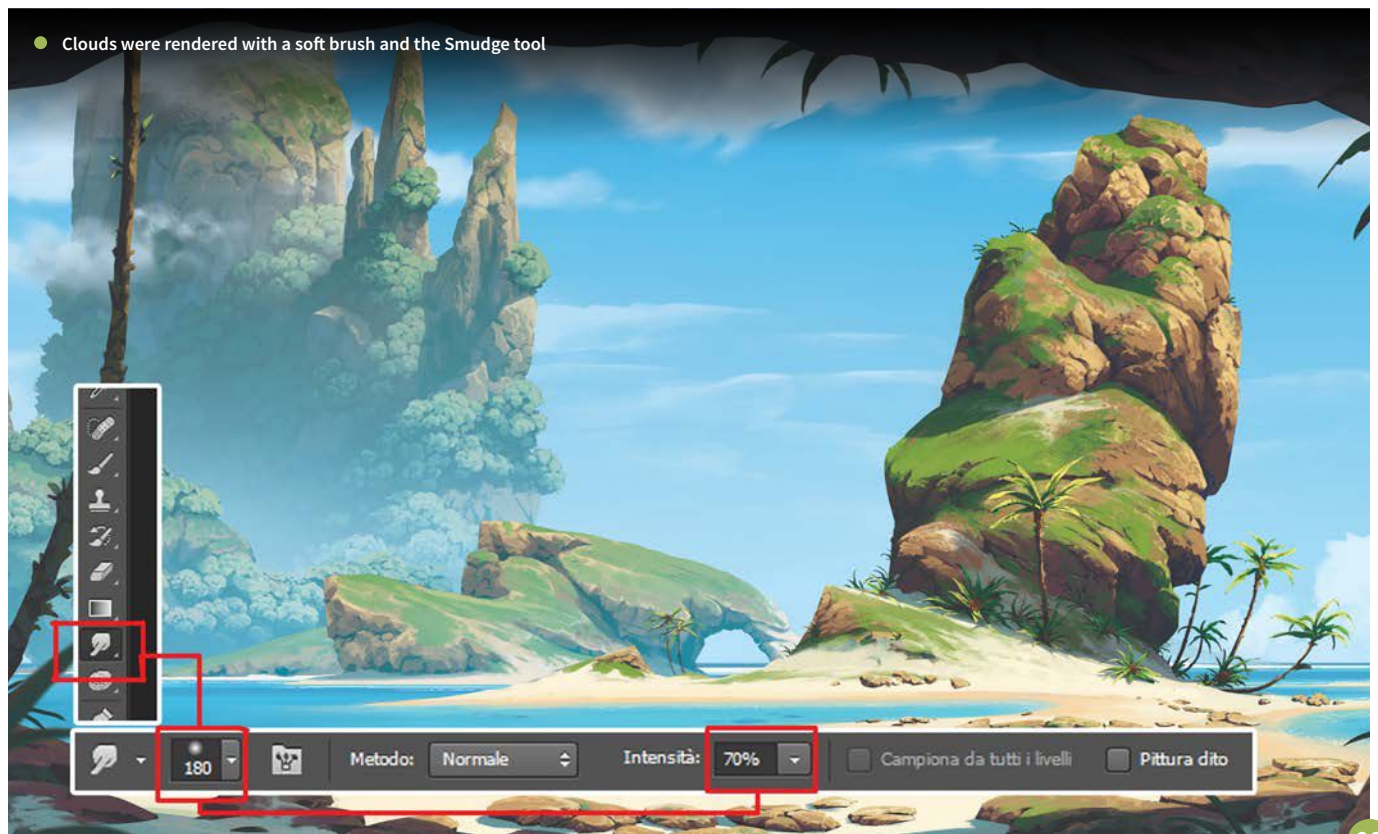 Clouds were rendered with a soft brush and the Smudge tool
180 Metodo: Normale Intensità: 70% Campiona da tutti i livelli Pittura dito